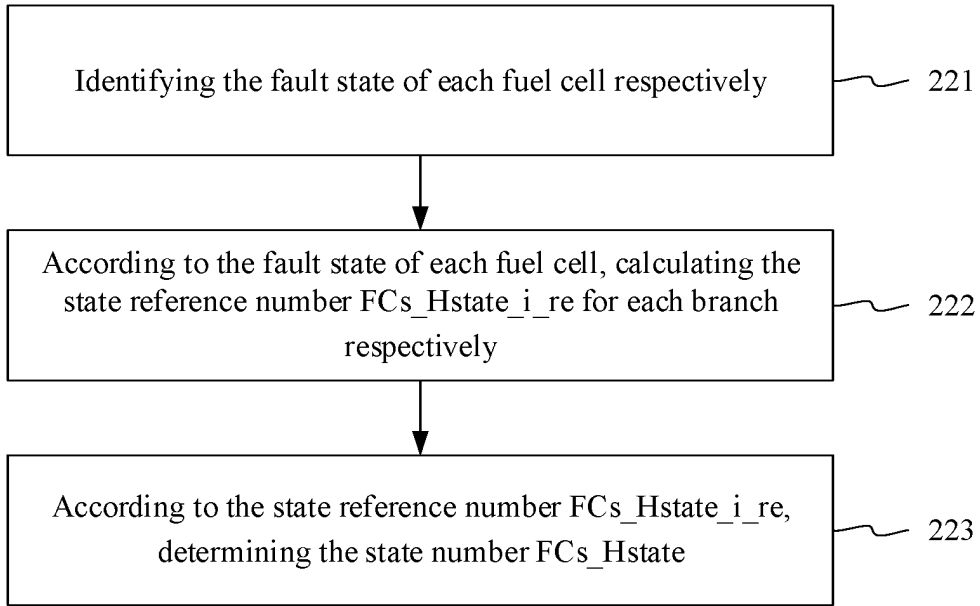 Identifying the fault state of each fuel cell respectively
221
According to the fault state of each fuel cell, calculating the
state reference number FCs_Hstate_i_re for each branch
respectively
222
According to the state reference number FCs_Hstate_i_re,
determining the state number FCs_Hstate
223